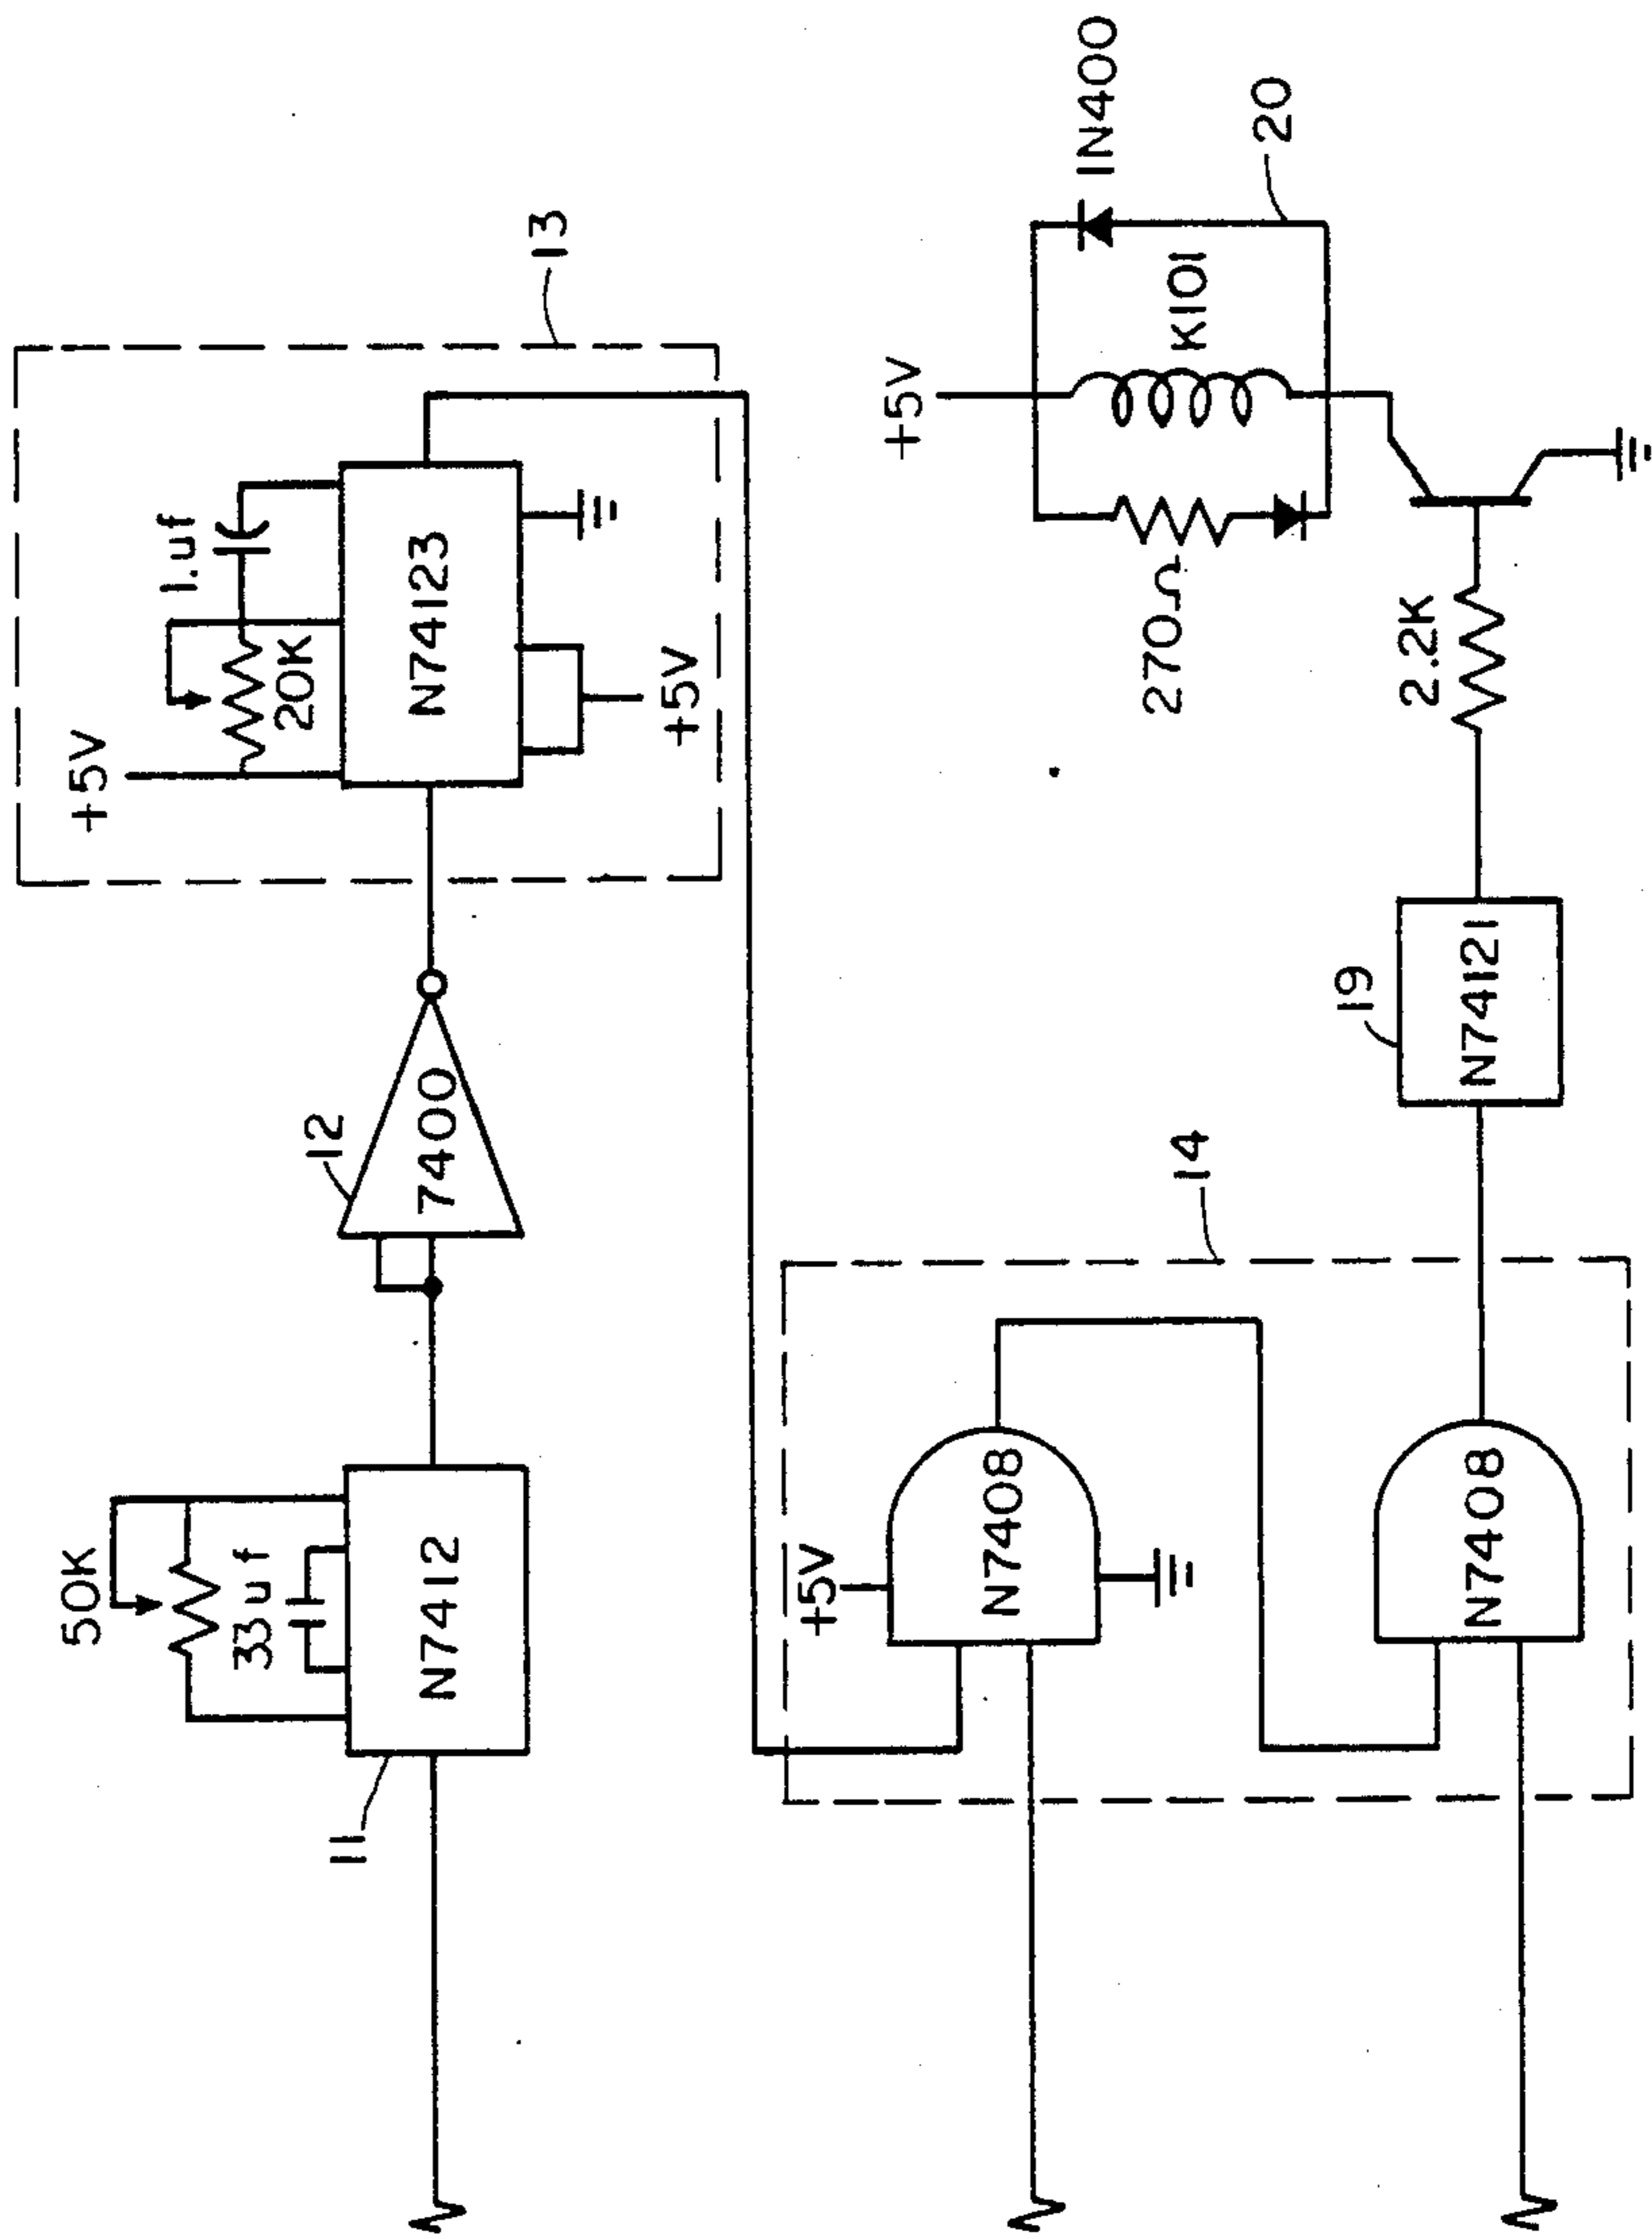 50K
33uf
N7412
11
12
7400
+5V
1.uf
20K
N74123
+5V
13
+5V
N7408
N7408
14
19
N74121
2.2K
+5V
270Ω
K101
1N400
20